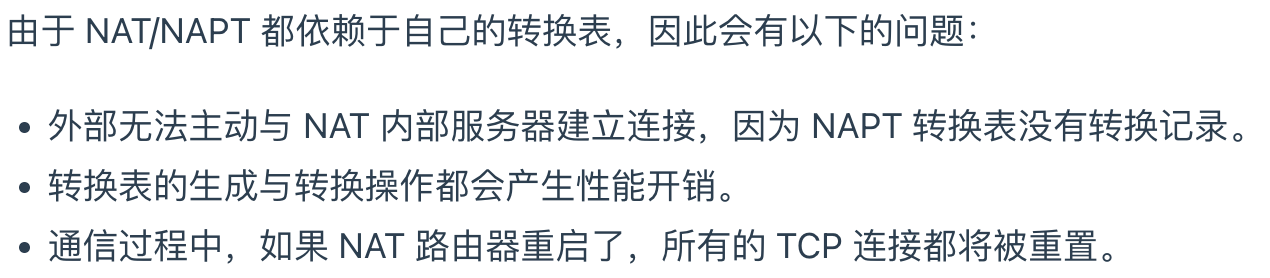 由于 NAT/NAPT 都依赖于自己的转换表，因此会有以下的问题：
• 外部无法主动与 NAT 内部服务器建立连接，因为 NAPT 转换表没有转换记录。
• 转换表的生成与转换操作都会产生性能开销。
• 通信过程中，如果 NAT 路由器重启了，所有的 TCP 连接都将被重置。